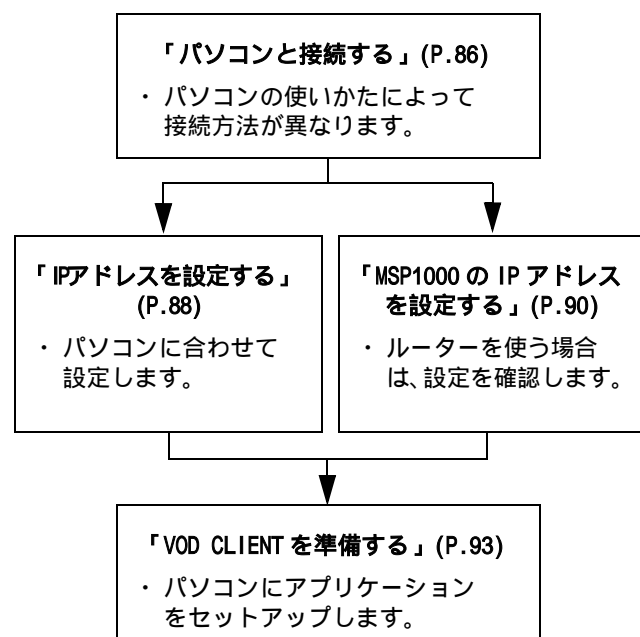 「パソコンと接続する」(P.86)
・ パソコンの使いかたによって
接続方法が異なります。
「IPアドレスを設定する」
(P.88)
・ パソコンに合わせて
設定します。
「MSP1000 の IP アドレス
を設定する」(P.90)
・ ルーターを使う場合
は、設定を確認します。
「VOD CLIENT を準備する」(P.93)
・ パソコンにアプリケーション
をセットアップします。